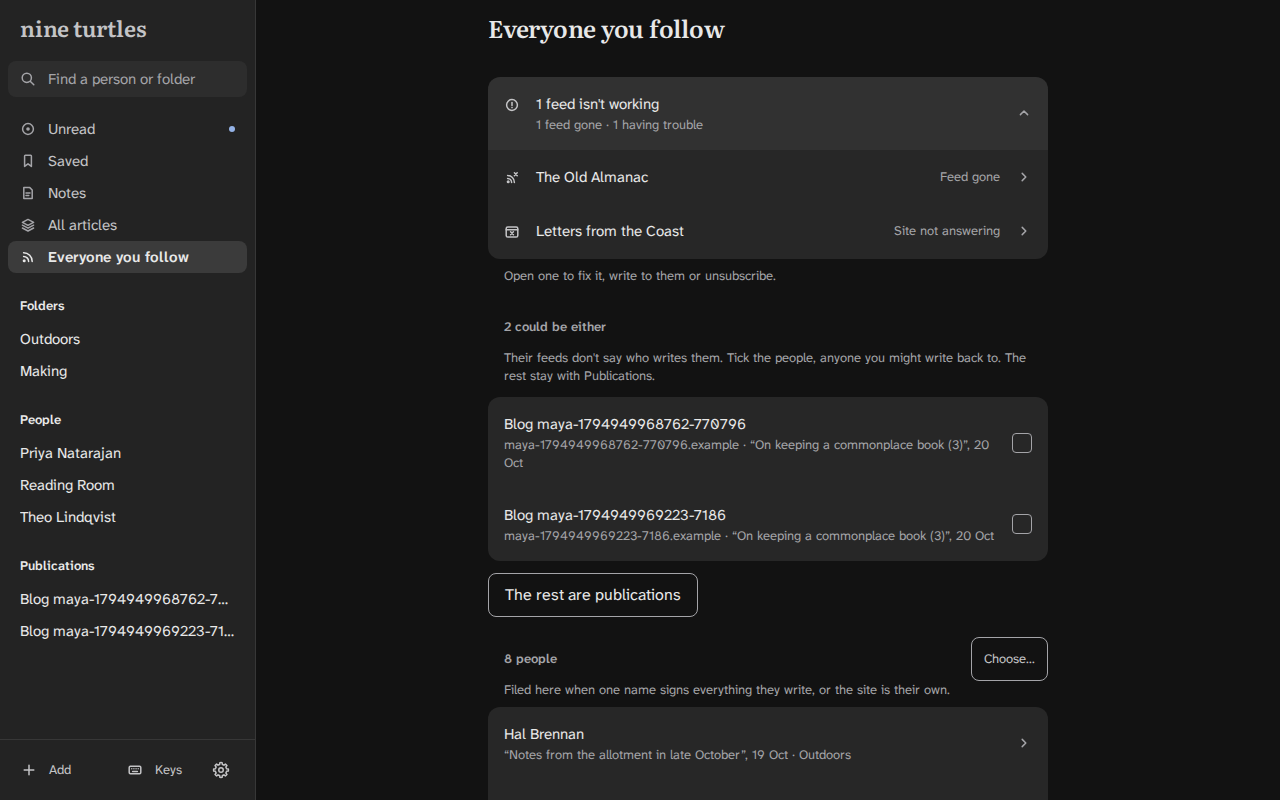 nine turtles
Find a person or folder
Unread
Saved
Notes
All articles
Everyone you follow
Folders
Outdoors
Making
People
Priya Natarajan
Reading Room
Theo Lindqvist
Publications
Blog maya-1794949968762-7...
Blog maya-1794949969223-71...
Add
Keys
Everyone you follow
1 feed isn't working
1 feed gone · 1 having trouble
The Old Almanac
Feed gone
Letters from the Coast
Site not answering
Open one to fix it, write to them or unsubscribe.
2 could be either
Their feeds don't say who writes them. Tick the people, anyone you might write back to. The
rest stay with Publications.
Blog maya-1794949968762-770796
maya-1794949968762-770796.example · “On keeping a commonplace book (3)”, 20
Oct
Blog maya-1794949969223-7186
maya-1794949969223-7186.example · “On keeping a commonplace book (3)”, 20 Oct
The rest are publications
8 people
Choose...
Filed here when one name signs everything they write, or the site is their own.
Hal Brennan
“Notes from the allotment in late October”, 19 Oct · Outdoors